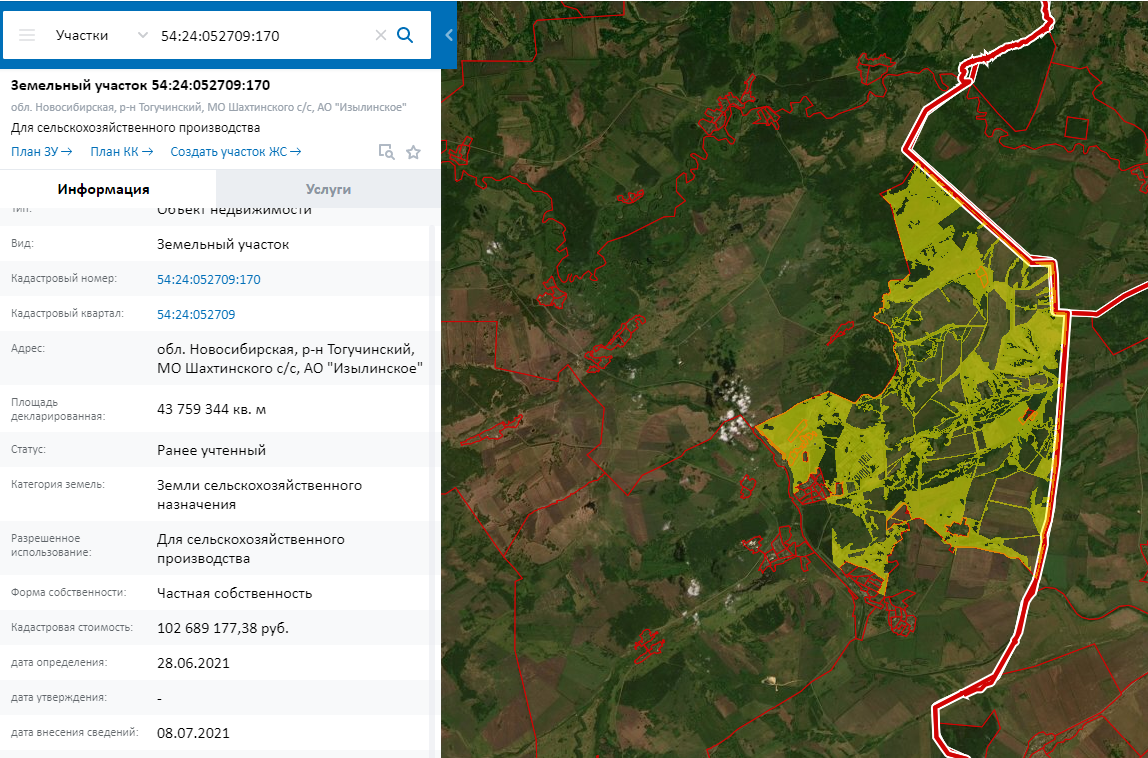 Участки
54:24:052709:170
Земельный участок 54:24:052709:170
обл. Новосибирская, р-н Тогучинский, МО Шахтинского с/с, АО "Изылинское"
Для сельскохозяйственного производства
План ЗУ →
План КК →
Создать участок ЖС →
Информация
Услуги
Тип:
Объект недвижимости
Вид:
Земельный участок
Кадастровый номер:
54:24:052709:170
Кадастровый квартал:
54:24:052709
Адрес:
обл. Новосибирская, р-н Тогучинский,
МО Шахтинского с/с, АО "Изылинское"
Площадь
декларированная:
43 759 344 кв. м
Статус:
Ранее учтенный
Категория земель:
Земли сельскохозяйственного
назначения
Разрешенное
использование:
Для сельскохозяйственного
производства
Форма собственности:
Частная собственность
Кадастровая стоимость:
102 689 177,38 руб.
дата определения:
28.06.2021
дата утверждения:
-
дата внесения сведений:
08.07.2021